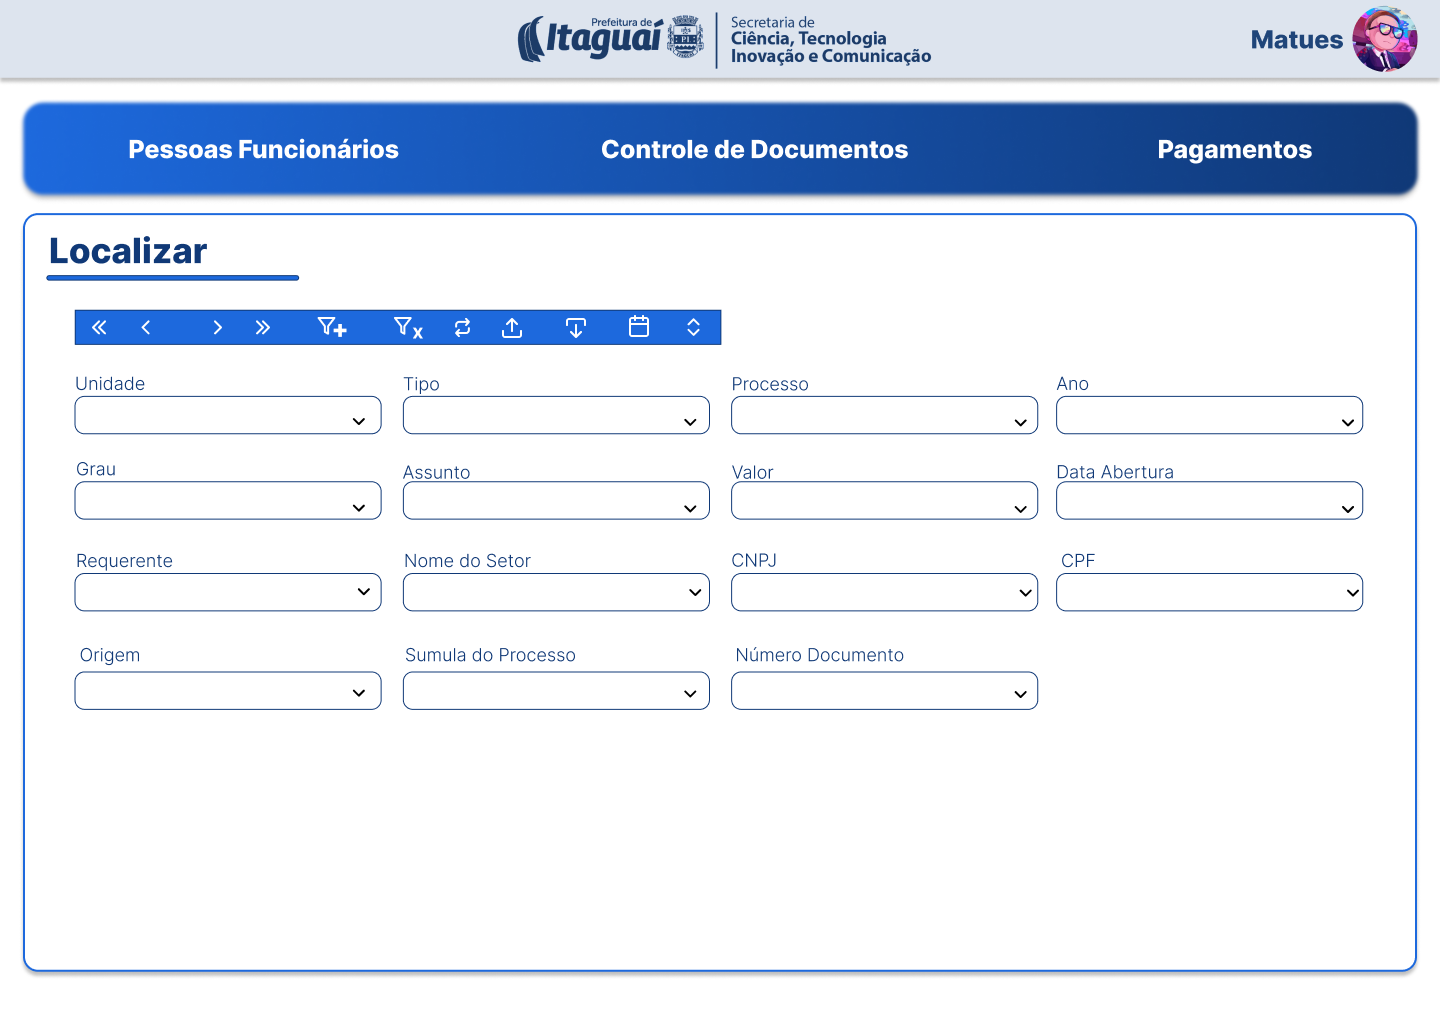 Prefeitura de
Itaguaí
Secretaria de
Ciência, Tecnologia
Inovação e Comunicação
Matues
Pessoas Funcionários
Controle de Documentos
Pagamentos
Localizar
Unidade
Tipo
Processo
Ano
Grau
Assunto
Valor
Data Abertura
Requerente
Nome do Setor
CNPJ
CPF
Origem
Sumula do Processo
Número Documento